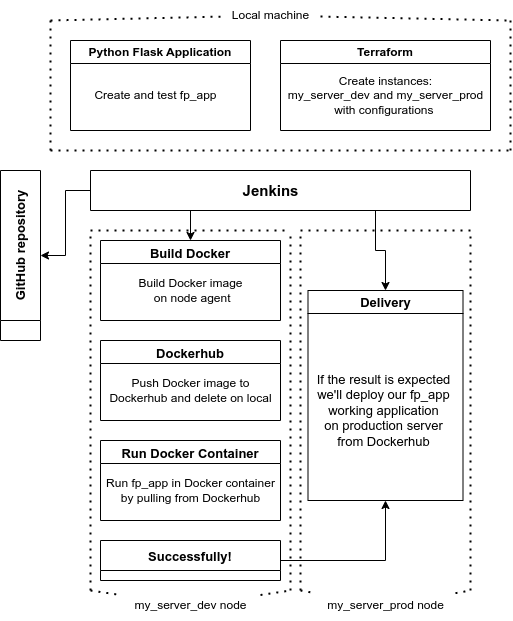 Local machine
Python Flask Application
Create and test fp_app
Terraform
Create instances:
my_server_dev and my_server_prod
with configurations
GitHub repository
Jenkins
Build Docker
Build Docker image
on node agent
Dockerhub
Push Docker image to
Dockerhub and delete on local
Run Docker Container
Run fp_app in Docker container
by pulling from Dockerhub
Successfully!
Delivery
If the result is expected
we'll deploy our fp_app
working application
on production server
from Dockerhub
my_server_dev node
my_server_prod node